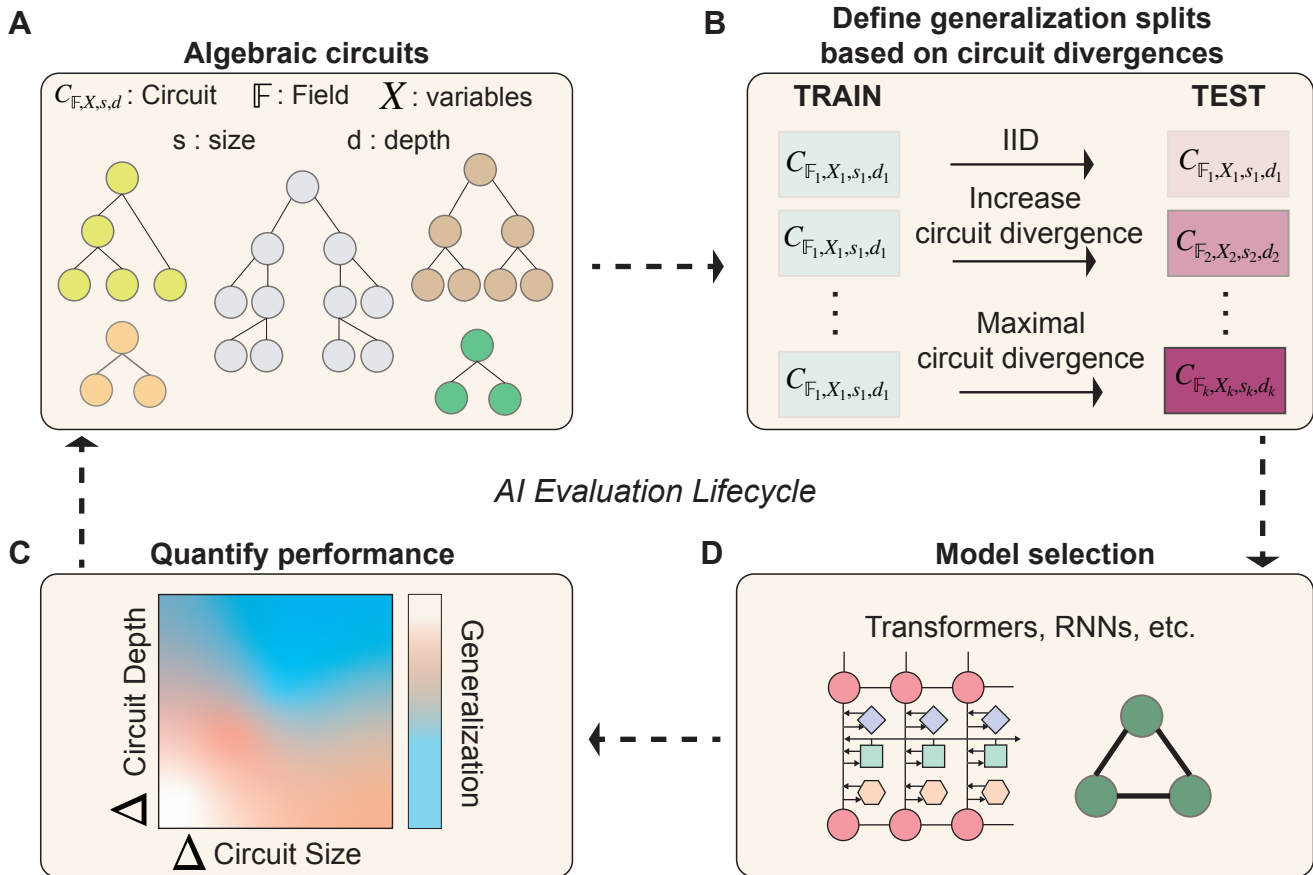 A
Algebraic circuits
C_{𝔽,X,s,d} : Circuit 𝔽 : Field X : variables
s : size d : depth
B
Define generalization splits
based on circuit divergences
TRAIN TEST
C_{𝔽₁,X₁,s₁,d₁} IID C_{𝔽₁,X₁,s₁,d₁}
Increase
circuit divergence
C_{𝔽₁,X₁,s₁,d₁} C_{𝔽₂,X₂,s₂,d₂}
⋮ ⋮
Maximal
circuit divergence
C_{𝔽₁,X₁,s₁,d₁} C_{𝔽ₖ,Xₖ,sₖ,dₖ}
AI Evaluation Lifecycle
C
Quantify performance
Δ Circuit Depth
Generalization
Δ Circuit Size
D
Model selection
Transformers, RNNs, etc.